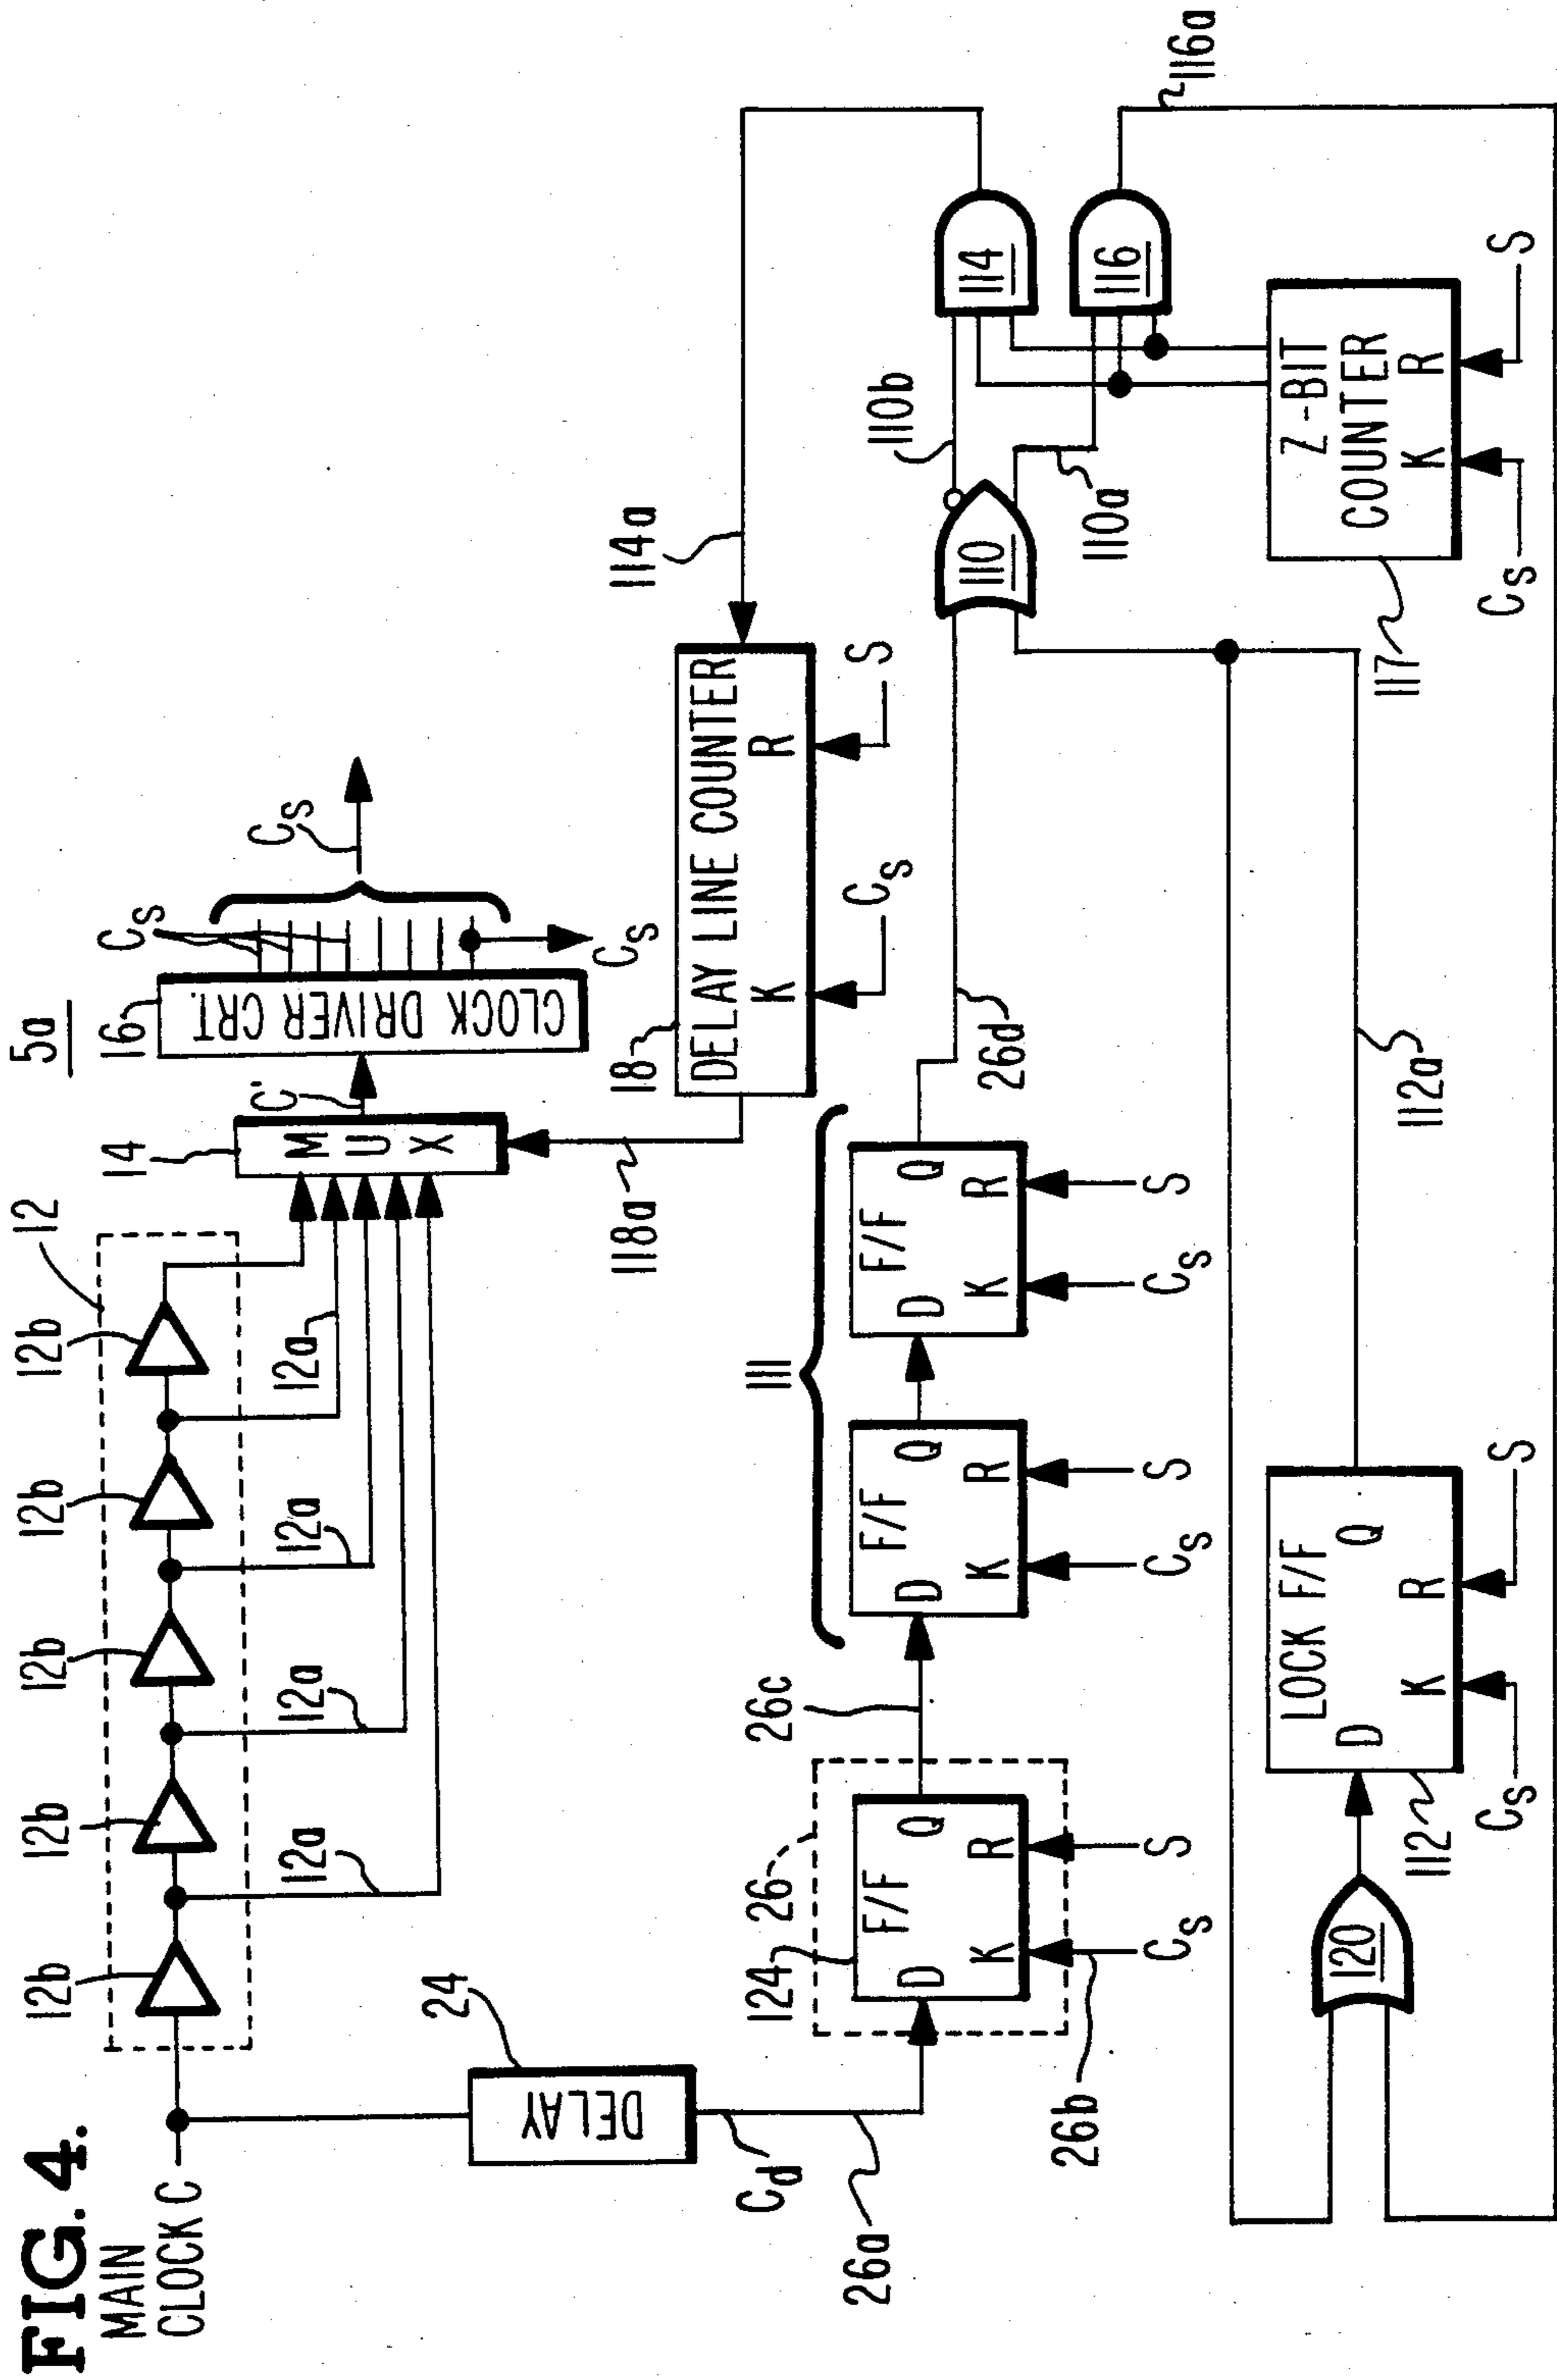 FIG. 4.
MAIN
CLOCK C
5a
12
12b
12b
12b
12b
12b
12a
12a
12a
12a
14
M
U
X
C'
16
CLOCK DRIVER CRT.
Cs
Cs
Cs
118a
18
DELAY LINE COUNTER
K
R
Cs
S
114a
24
DELAY
Cd
26a
26
124
F/F
D
Q
K
R
26b
Cs
S
26c
111
F/F
D
Q
K
R
Cs
S
F/F
D
Q
K
R
Cs
S
26d
110
110b
110a
114
116
116a
Z-BIT
COUNTER
K
R
Cs
S
117
120
LOCK F/F
D
Q
K
R
112
Cs
S
112a